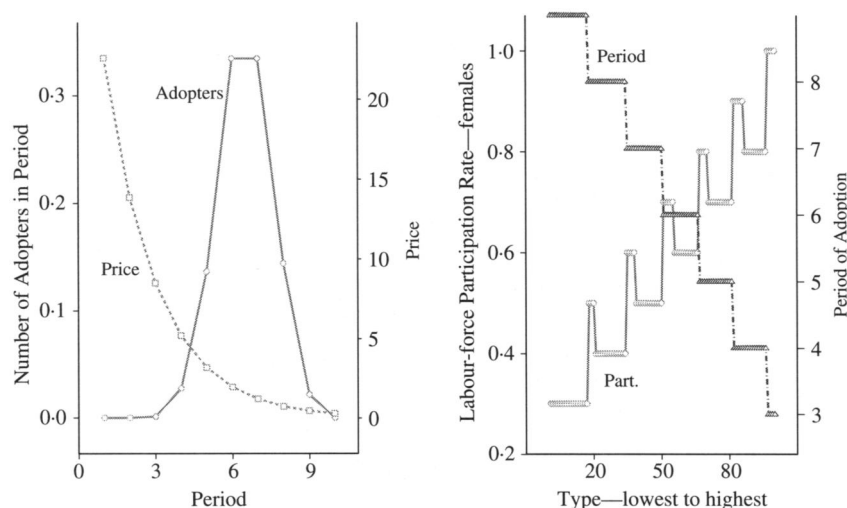 0·3
0·2
0·1
0·0
Number of Adopters in Period
Adopters
Price
20
15
10
5
0
Price
0
3
6
9
Period
1·0
0·8
0·6
0·4
0·2
Labour-force Participation Rate—females
Period
Part.
8
7
6
5
4
3
Period of Adoption
20
50
80
Type—lowest to highest